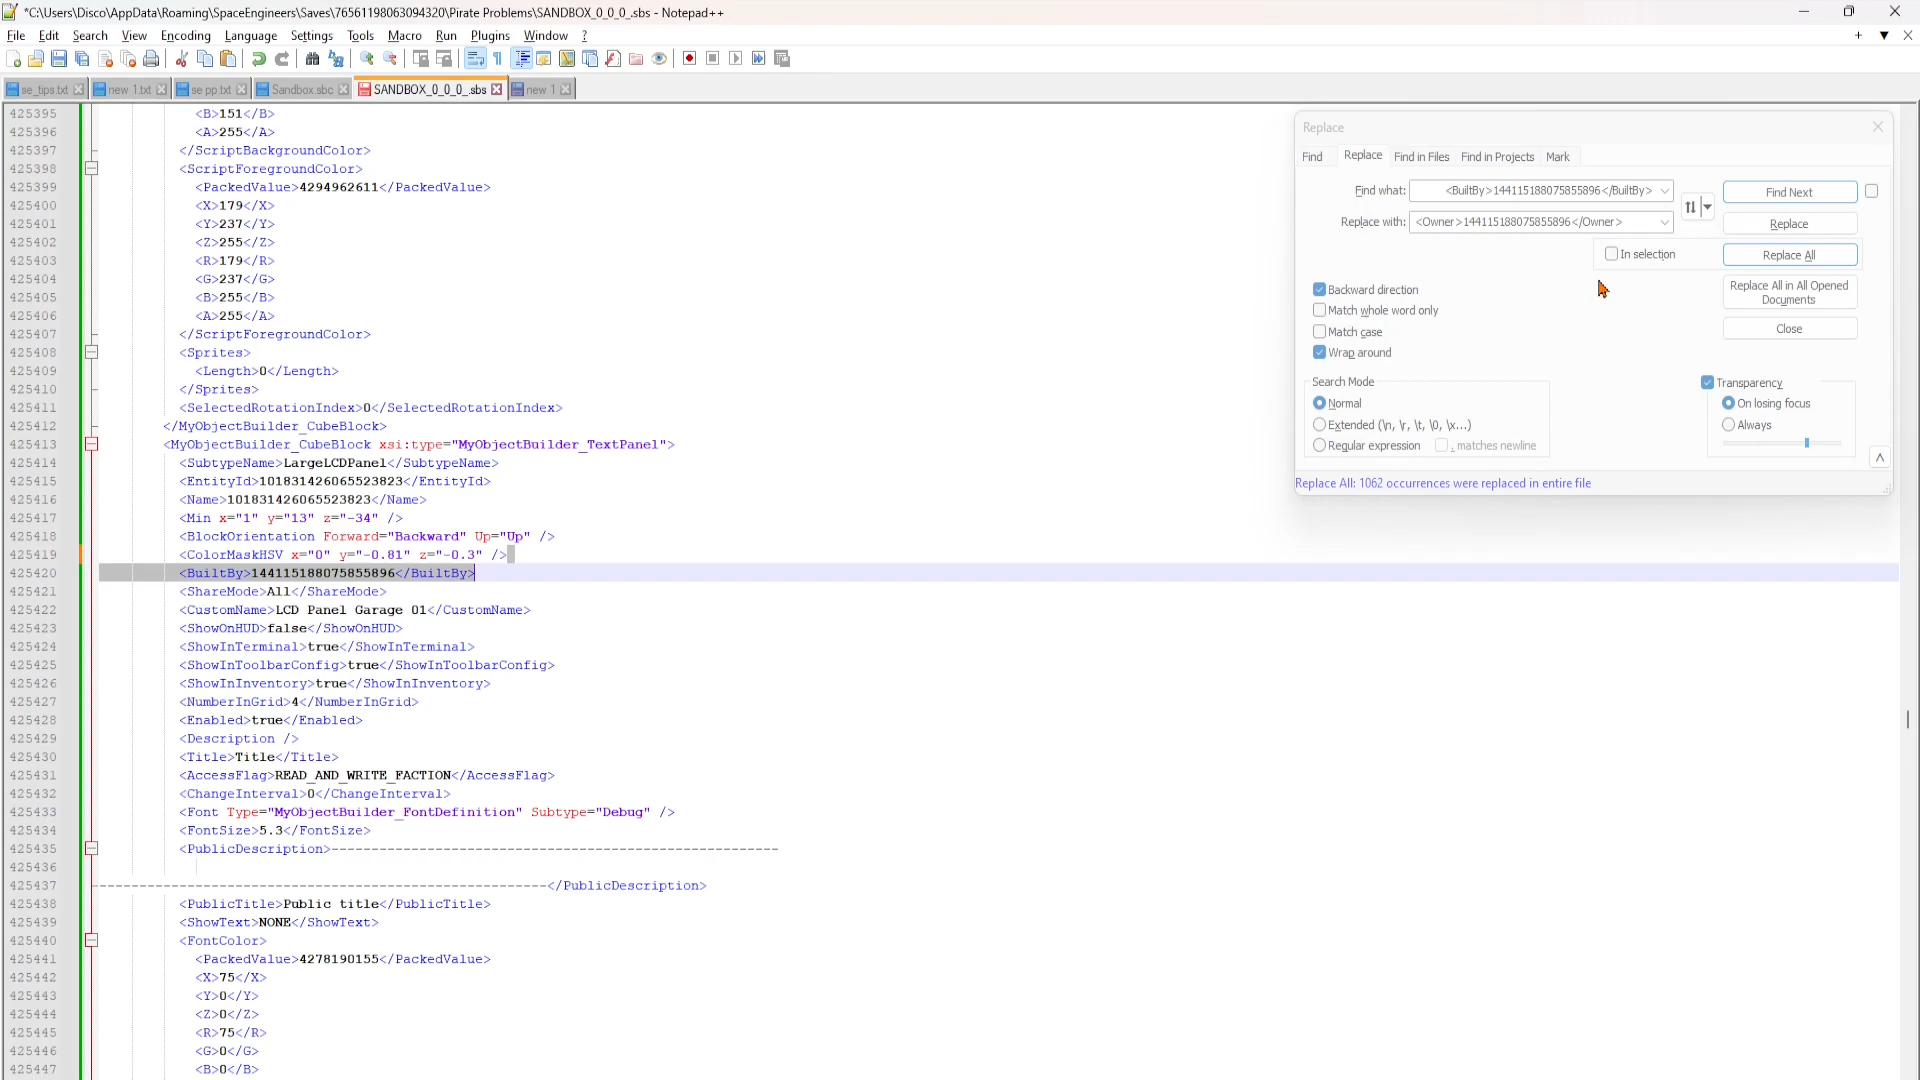 *C:\Users\Disco\AppData\Roaming\SpaceEngineers\Saves\76561198063094320\Pirate Problems\SANDBOX_0_0_0_.sbs - Notepad++
File Edit Search View Encoding Language Settings Tools Macro Run Plugins Window ?
se_tips.txt new 1.txt se pp.txt Sandbox.sbc SANDBOX_0_0_0_.sbs new 1
425395 <B>151</B>
425396 <A>255</A>
425397 </ScriptBackgroundColor>
425398 <ScriptForegroundColor>
425399 <PackedValue>4294962611</PackedValue>
425400 <X>179</X>
425401 <Y>237</Y>
425402 <Z>255</Z>
425403 <R>179</R>
425404 <G>237</G>
425405 <B>255</B>
425406 <A>255</A>
425407 </ScriptForegroundColor>
425408 <Sprites>
425409 <Length>0</Length>
425410 </Sprites>
425411 <SelectedRotationIndex>0</SelectedRotationIndex>
425412 </MyObjectBuilder_CubeBlock>
425413 <MyObjectBuilder_CubeBlock xsi:type="MyObjectBuilder_TextPanel">
425414 <SubtypeName>LargeLCDPanel</SubtypeName>
425415 <EntityId>101831426065523823</EntityId>
425416 <Name>101831426065523823</Name>
425417 <Min x="1" y="13" z="-34" />
425418 <BlockOrientation Forward="Backward" Up="Up" />
425419 <ColorMaskHSV x="0" y="-0.81" z="-0.3" />
425420 <BuiltBy>144115188075855896</BuiltBy>
425421 <ShareMode>All</ShareMode>
425422 <CustomName>LCD Panel Garage 01</CustomName>
425423 <ShowOnHUD>false</ShowOnHUD>
425424 <ShowInTerminal>true</ShowInTerminal>
425425 <ShowInToolbarConfig>true</ShowInToolbarConfig>
425426 <ShowInInventory>true</ShowInInventory>
425427 <NumberInGrid>4</NumberInGrid>
425428 <Enabled>true</Enabled>
425429 <Description />
425430 <Title>Title</Title>
425431 <AccessFlag>READ_AND_WRITE_FACTION</AccessFlag>
425432 <ChangeInterval>0</ChangeInterval>
425433 <Font Type="MyObjectBuilder_FontDefinition" Subtype="Debug" />
425434 <FontSize>5.3</FontSize>
425435 <PublicDescription>--------------------------------------------------------
425436
425437 --------------------------------------------------------</PublicDescription>
425438 <PublicTitle>Public title</PublicTitle>
425439 <ShowText>NONE</ShowText>
425440 <FontColor>
425441 <PackedValue>4278190155</PackedValue>
425442 <X>75</X>
425443 <Y>0</Y>
425444 <Z>0</Z>
425445 <R>75</R>
425446 <G>0</G>
425447 <B>0</B>
Replace
Find Replace Find in Files Find in Projects Mark
Find what: <BuiltBy>144115188075855896</BuiltBy> Find Next
Replace with: <Owner>144115188075855896</Owner> Replace
In selection Replace All
Backward direction Replace All in All Opened Documents
Match whole word only
Match case Close
Wrap around
Search Mode Transparency
Normal On losing focus
Extended (\n, \r, \t, \0, \x...) Always
Regular expression . matches newline
Replace All: 1062 occurrences were replaced in entire file